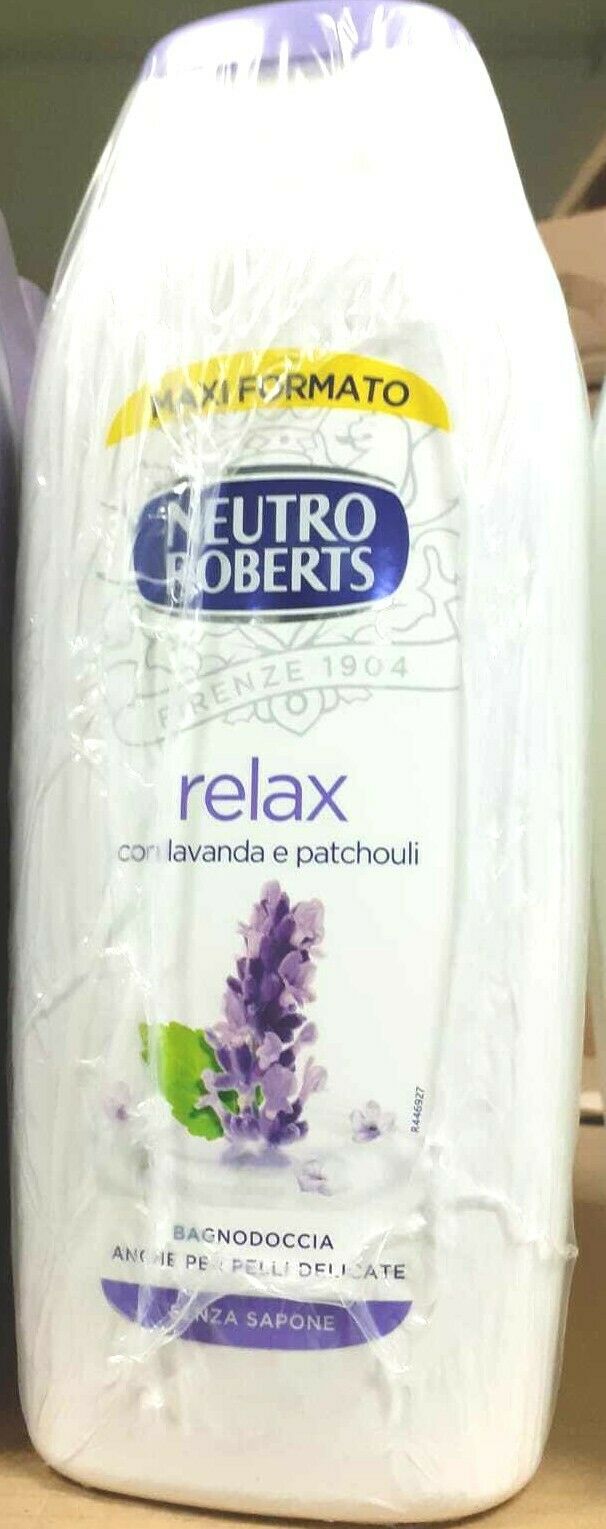 MAXI FORMATO
NEUTRO
ROBERTS
FIRENZE 1904
relax
con lavanda e patchouli
R446927
BAGNODOCCIA
ANCHE PER PELLI DELICATE
SENZA SAPONE